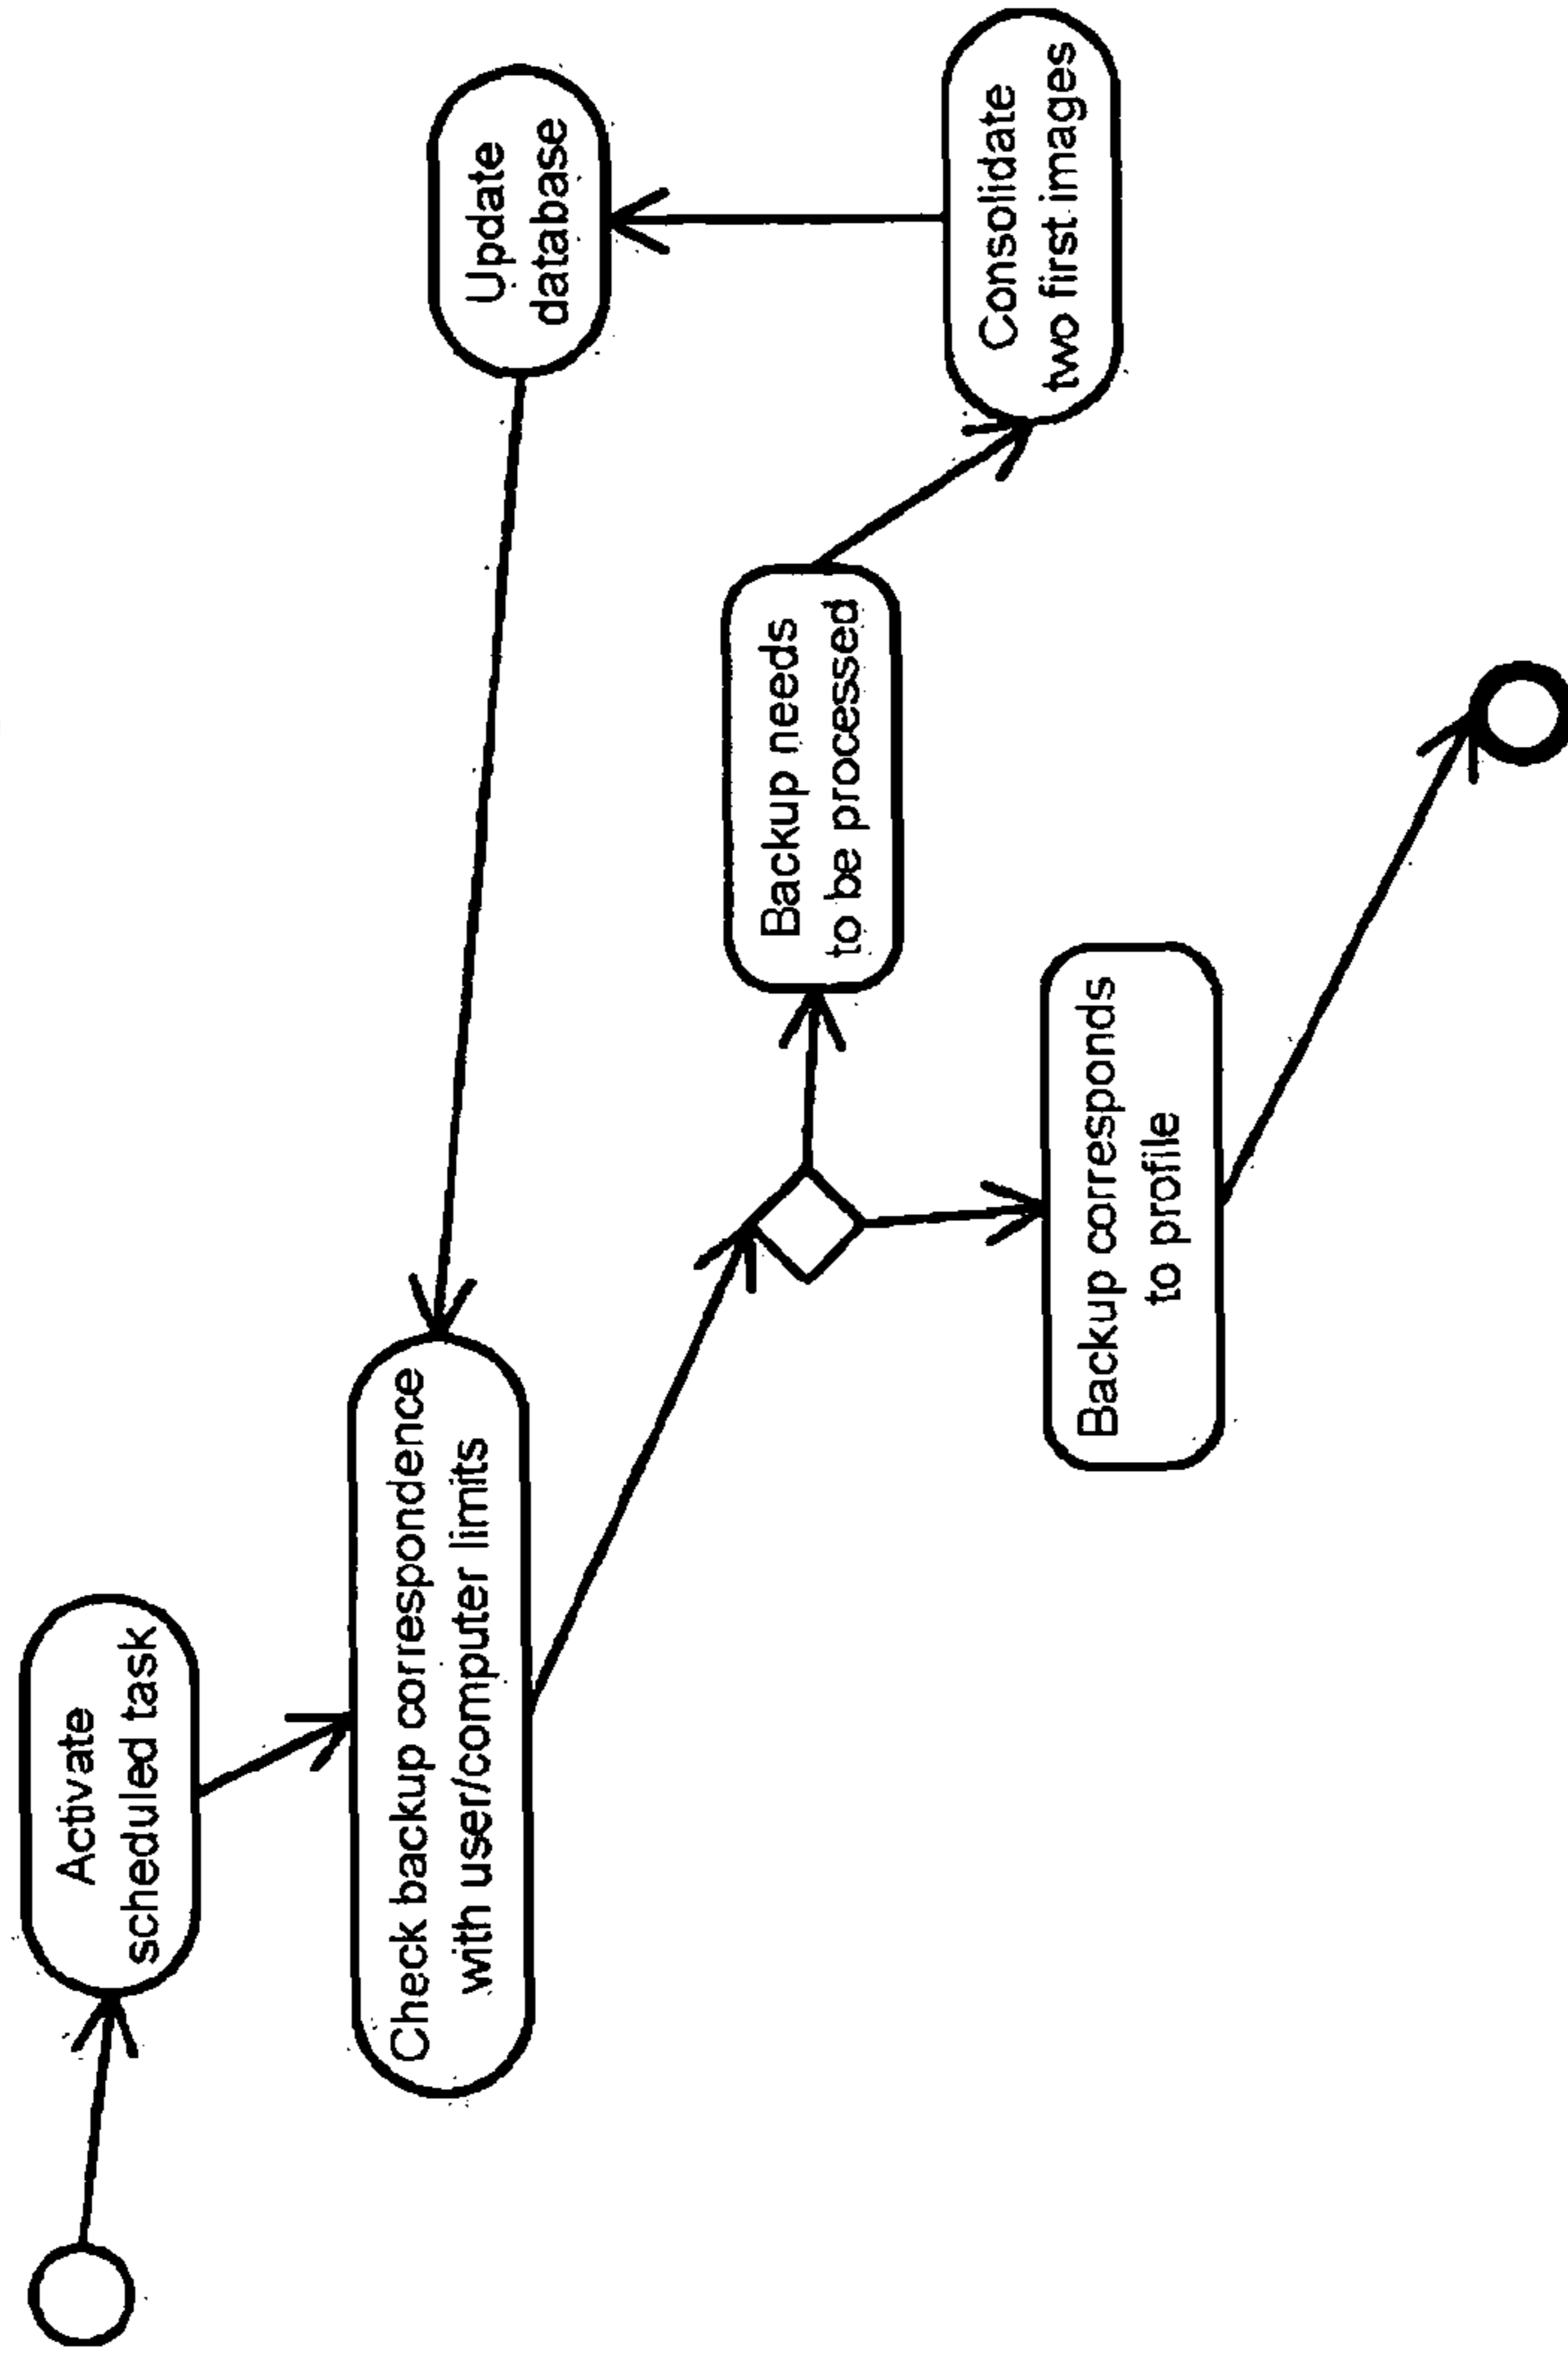 Activate
scheduled task
Check backup correspondence
with user/computer limits
Update
database
Backup needs
to be processed
Consolidate
two first images
Backup corresponds
to profile